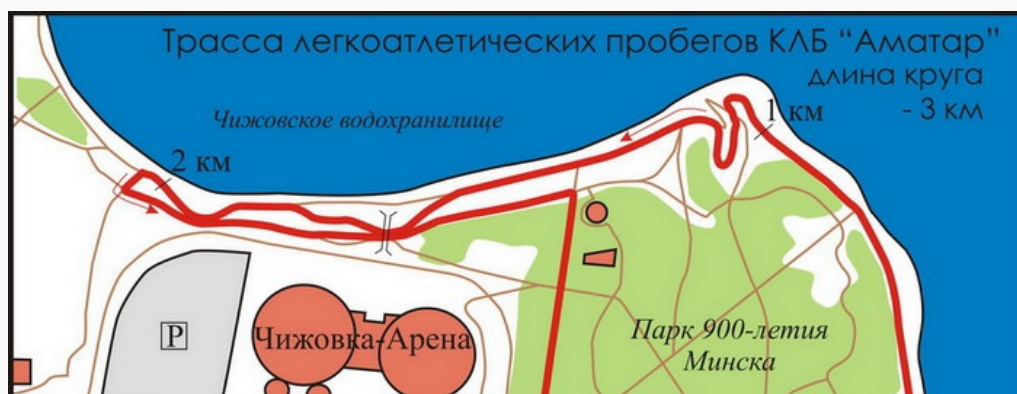 Трасса легкоатлетических пробегов КЛБ “Аматар”
длина круга
- 3 км
1 км
Чижовское водохранилище
2 км
P
Чижовка-Арена
Парк 900-летия
Минска